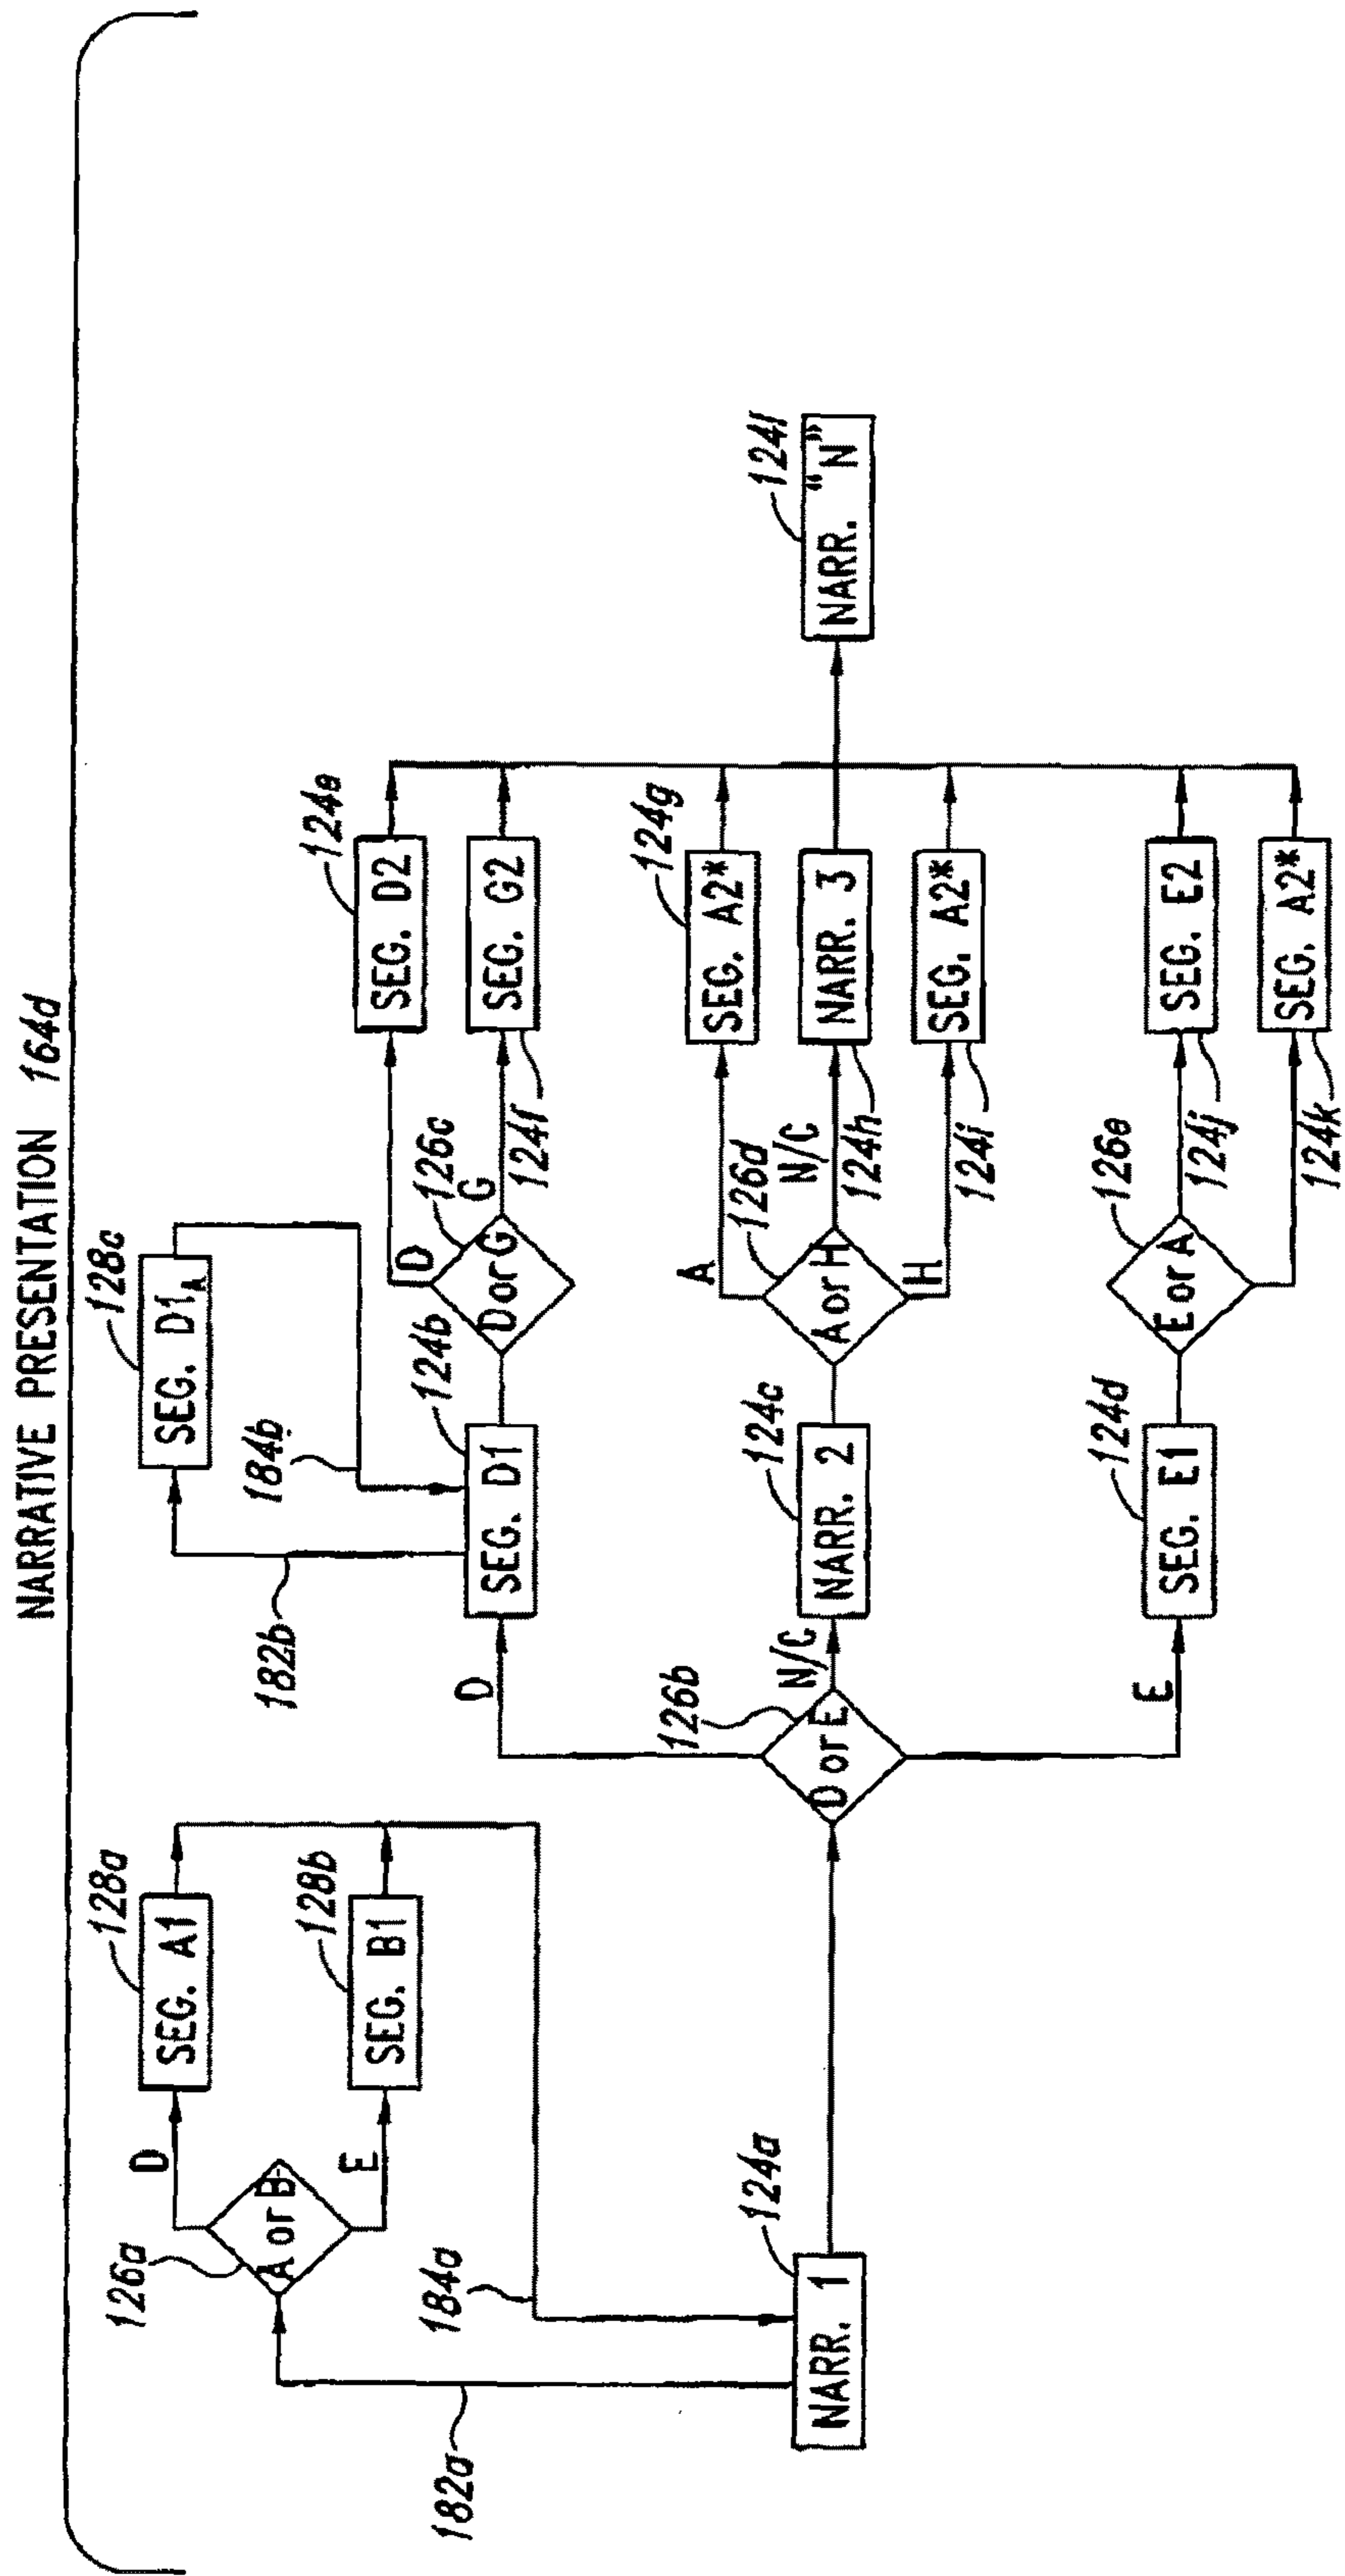 NARRATIVE PRESENTATION 164d
128a
SEG. A1
D
126a
A or B
E
128b
SEG. B1
182a
184a
NARR. 1
124a
128c
SEG. D1A
182b
184b
D
SEG. D1
124b
126b
D or E
N/C
NARR. 2
124c
E
SEG. E1
124d
D
126c
D or G
G
SEG. D2
124e
SEG. G2
124f
A
126d
A or H
N/C
H
SEG. A2*
124g
NARR. 3
124h
SEG. A2*
124i
126e
E or A
SEG. E2
124j
SEG. A2*
124k
NARR. "N"
124l